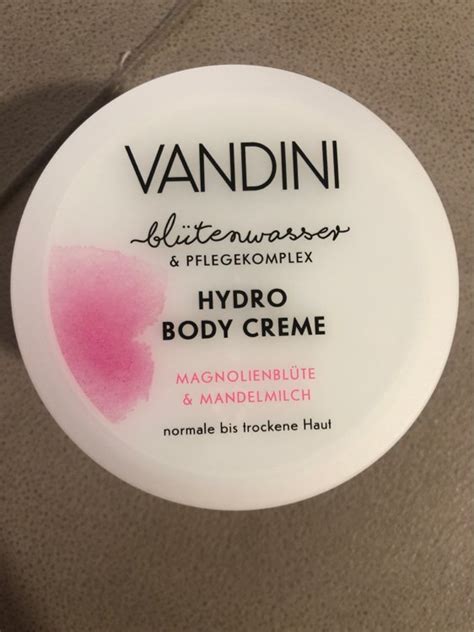 VANDINI
blütenwasser
& PFLEGEKOMPLEX
HYDRO
BODY CREME
MAGNOLIENBLÜTE
& MANDELMILCH
normale bis trockene Haut